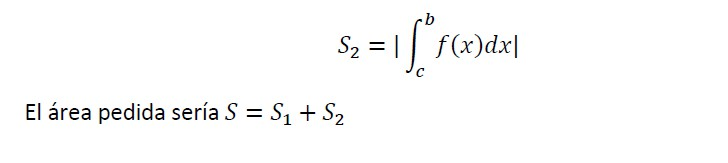 S₂ = |∫_c^b f(x)dx|
El área pedida sería S = S₁ + S₂